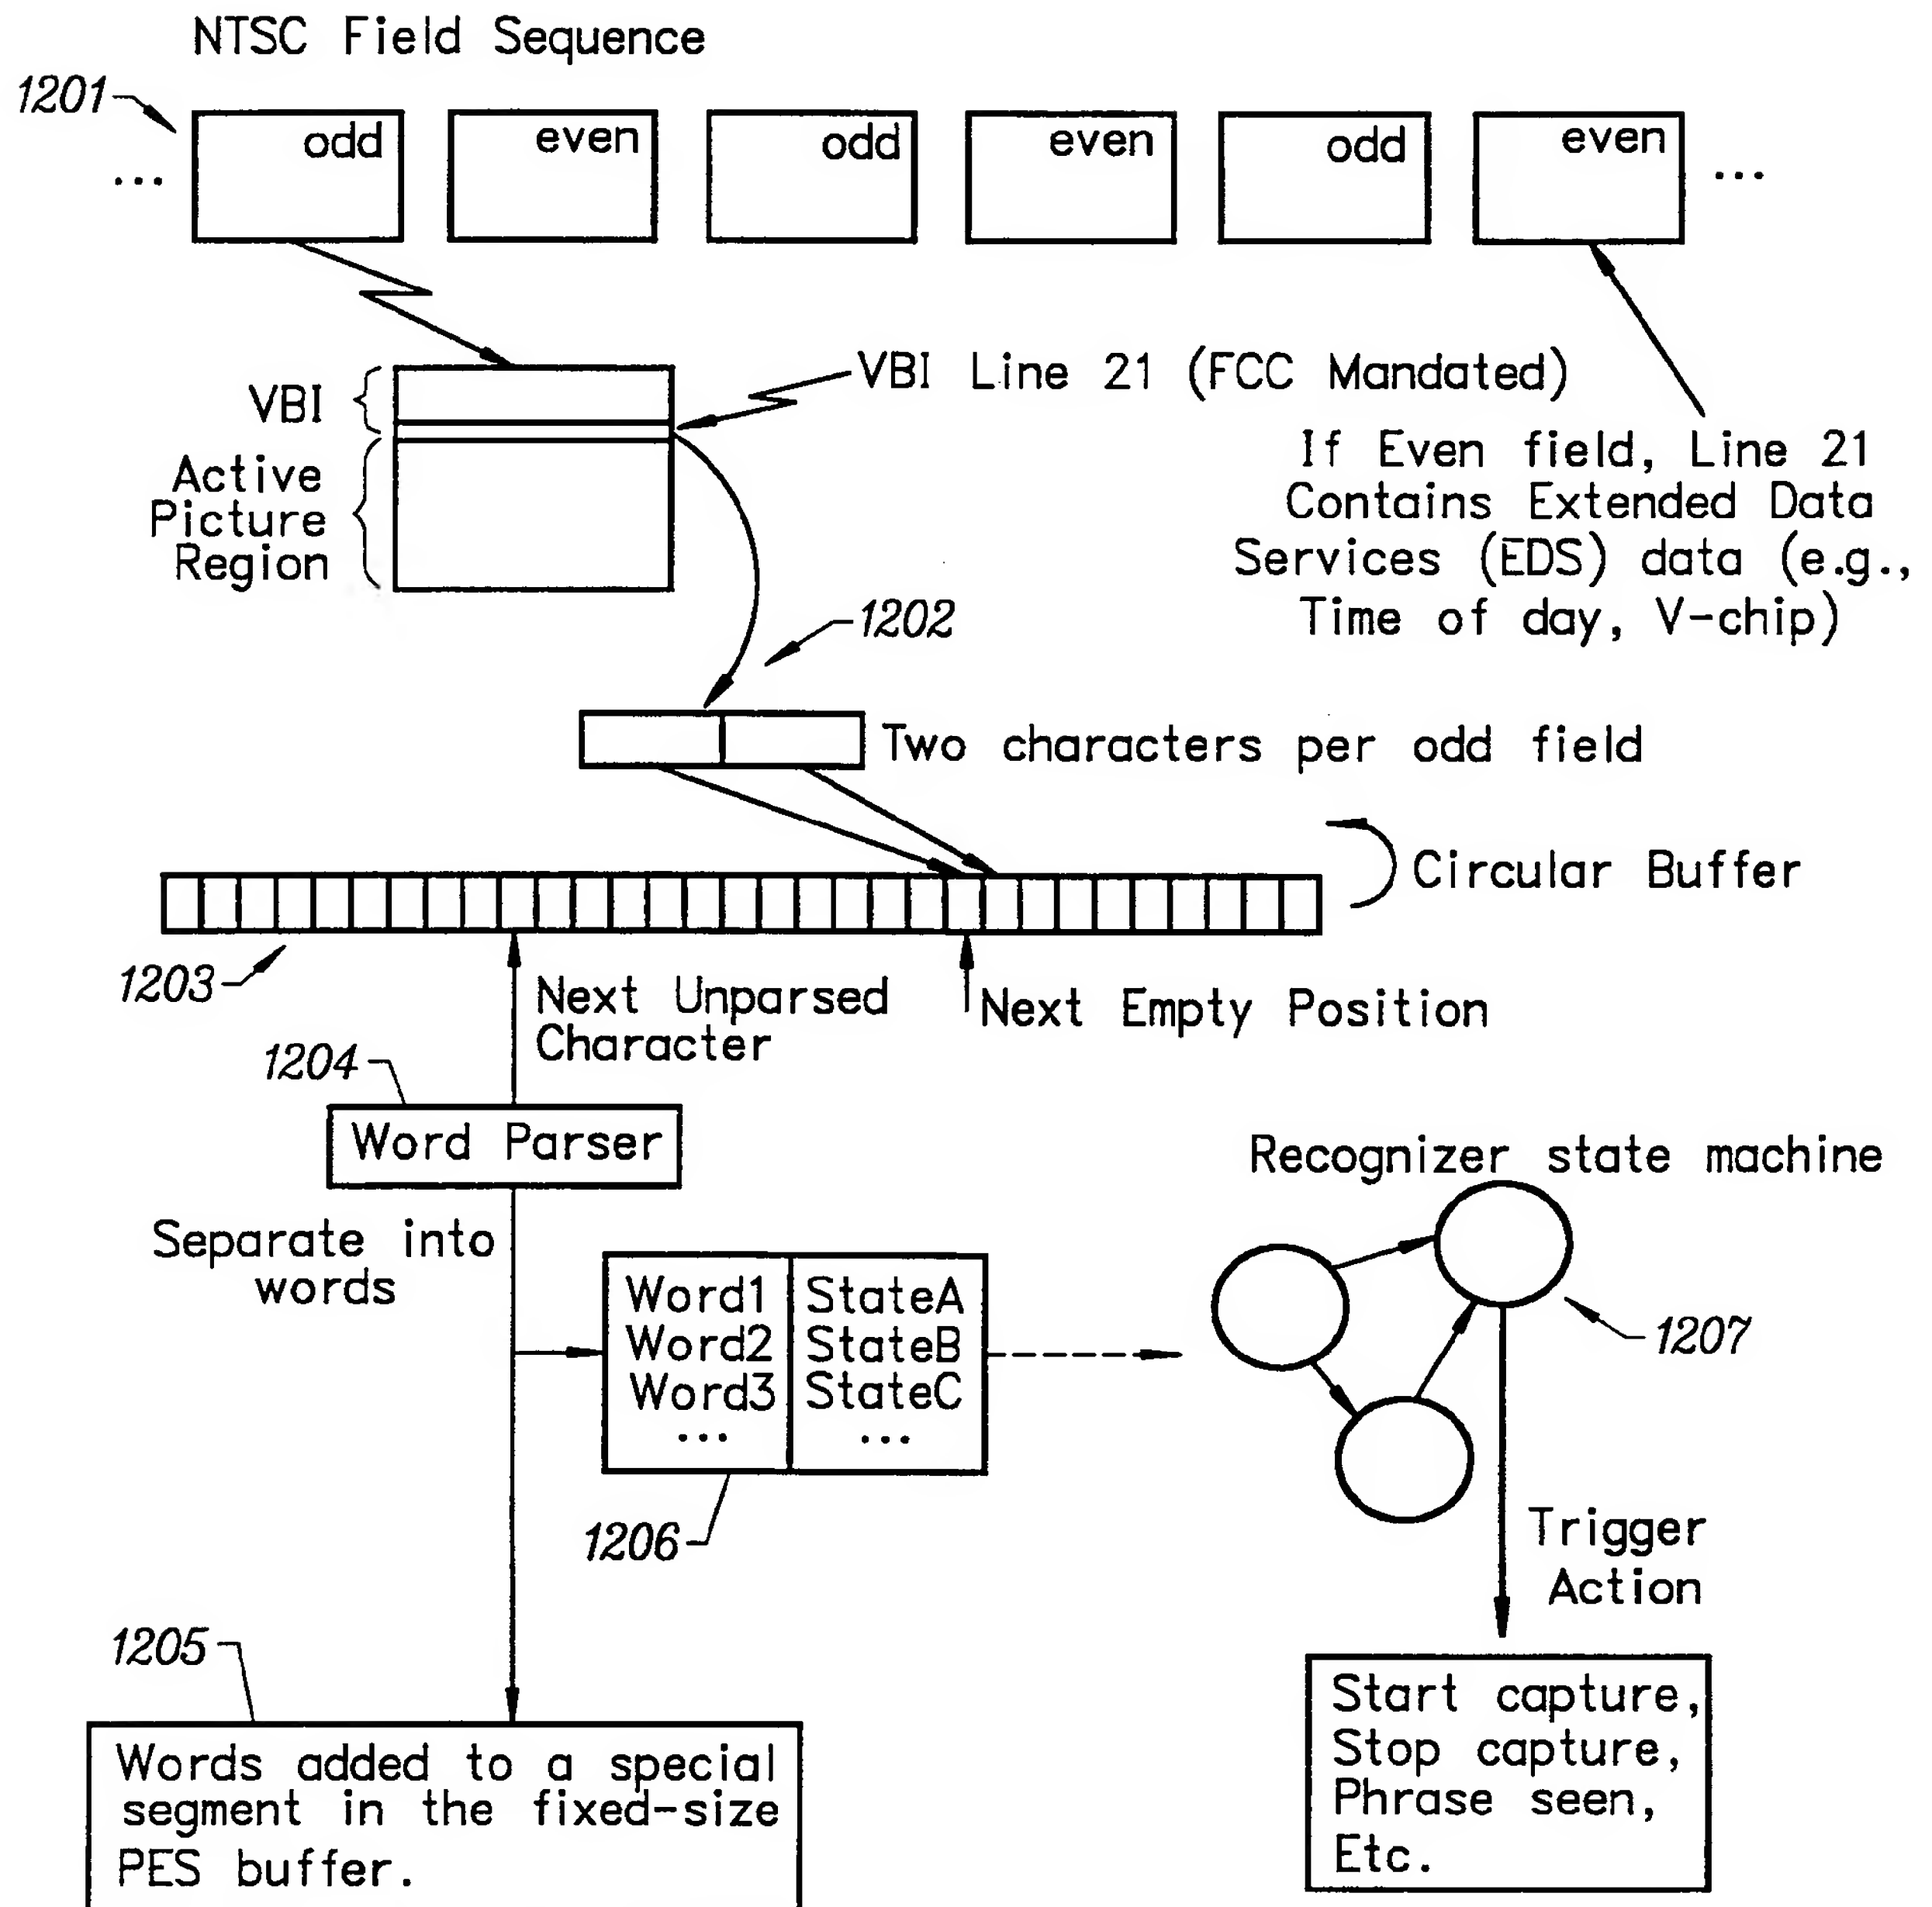 NTSC Field Sequence
1201
odd
even
odd
even
odd
even
...
...
VBI
VBI Line 21 (FCC Mandated)
Active
Picture
Region
If Even field, Line 21
Contains Extended Data
Services (EDS) data (e.g.,
Time of day, V-chip)
1202
Two characters per odd field
Circular Buffer
1203
Next Unparsed
Character
Next Empty Position
1204
Word Parser
Recognizer state machine
Separate into
words
Word1 StateA
Word2 StateB
Word3 StateC
... ...
1207
1206
Trigger
Action
1205
Words added to a special
segment in the fixed-size
PES buffer.
Start capture,
Stop capture,
Phrase seen,
Etc.